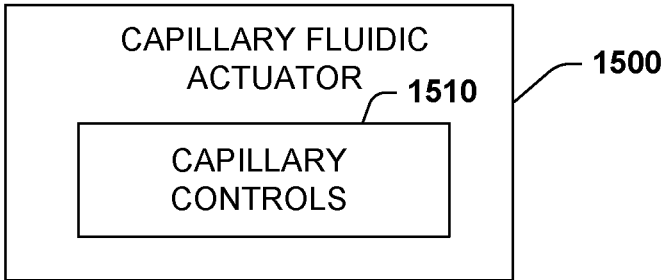 CAPILLARY FLUIDIC
ACTUATOR
1500
1510
CAPILLARY
CONTROLS